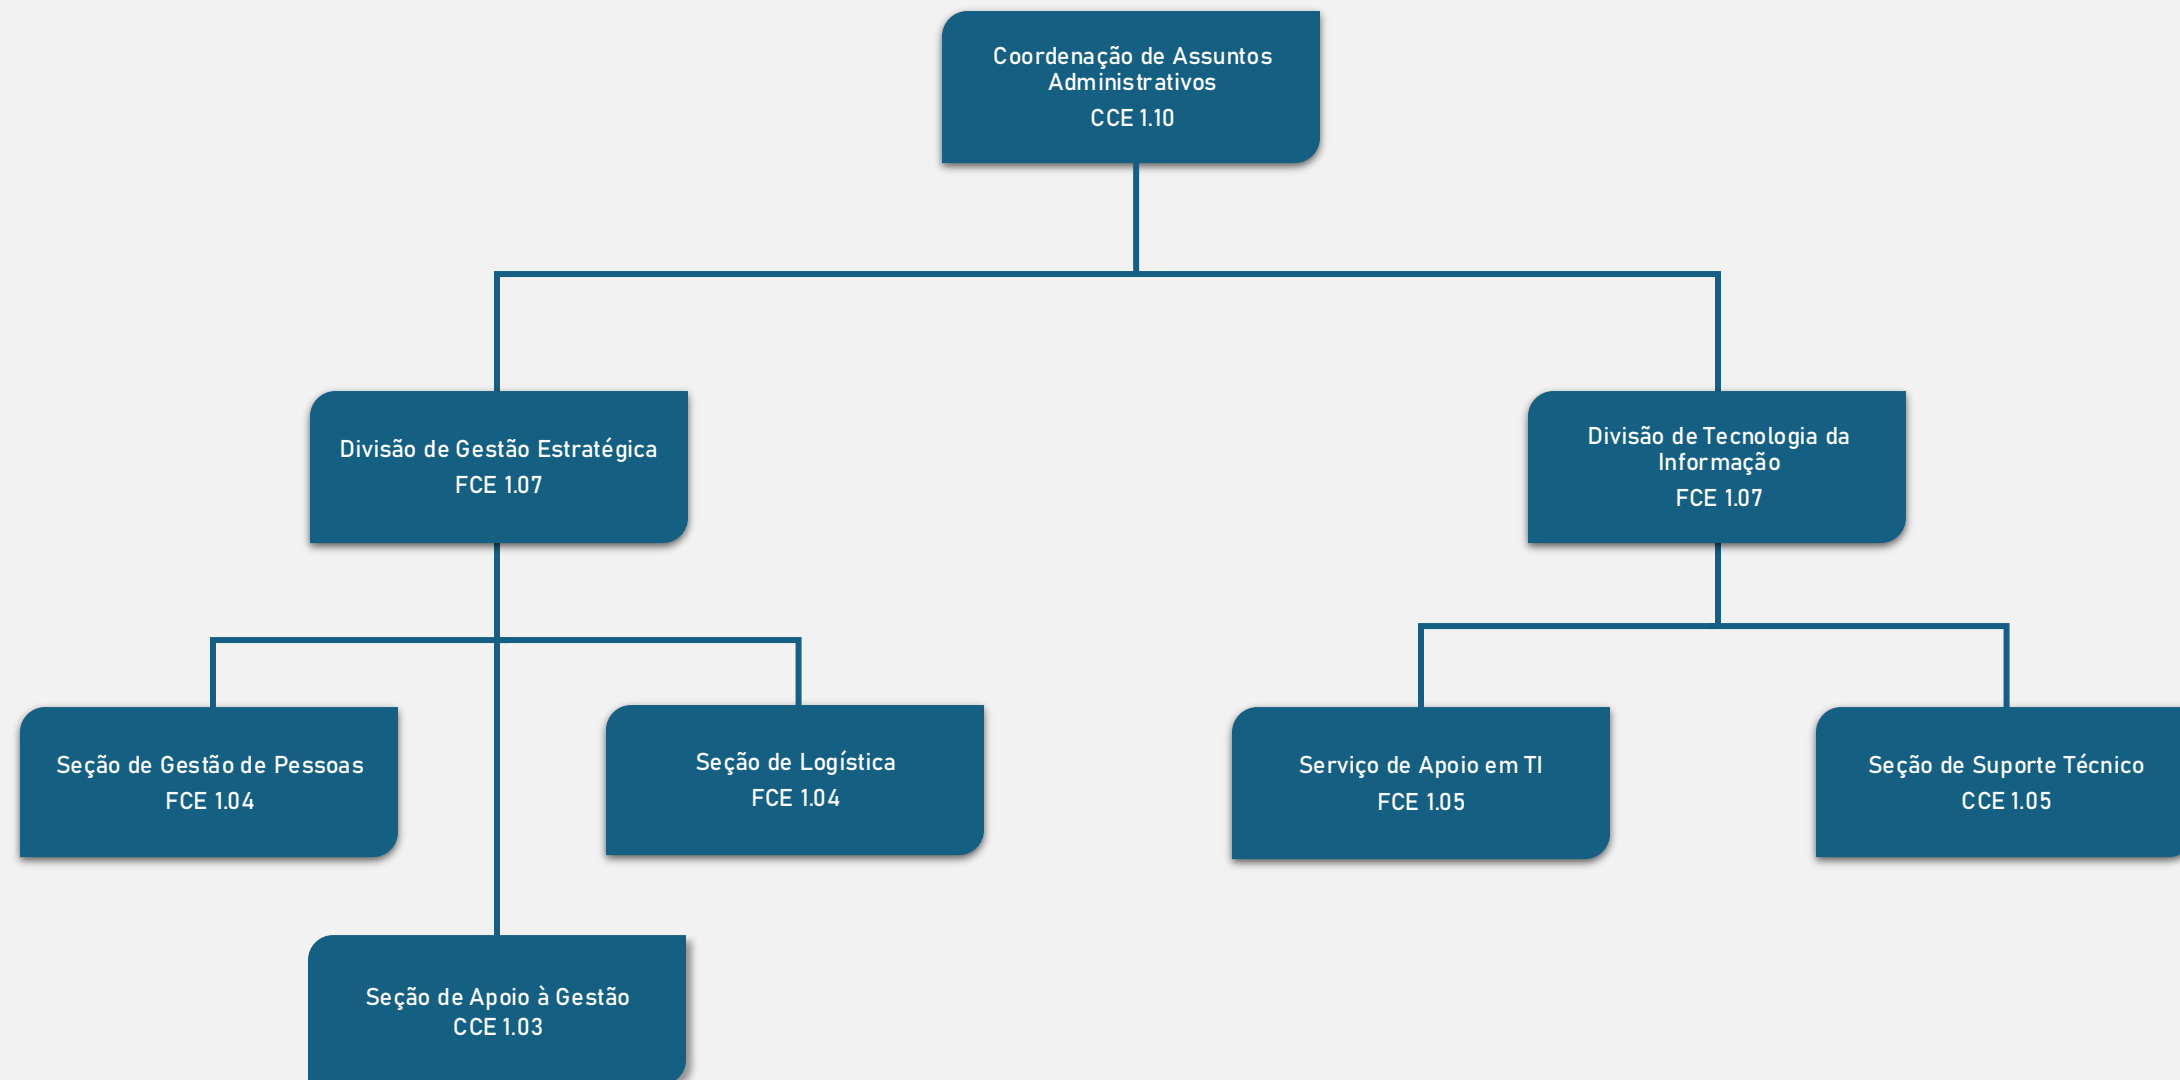 Coordenação de Assuntos
Administrativos
CCE 1.10
Divisão de Gestão Estratégica
FCE 1.07
Divisão de Tecnologia da
Informação
FCE 1.07
Seção de Gestão de Pessoas
FCE 1.04
Seção de Logística
FCE 1.04
Serviço de Apoio em TI
FCE 1.05
Seção de Suporte Técnico
CCE 1.05
Seção de Apoio à Gestão
CCE 1.03